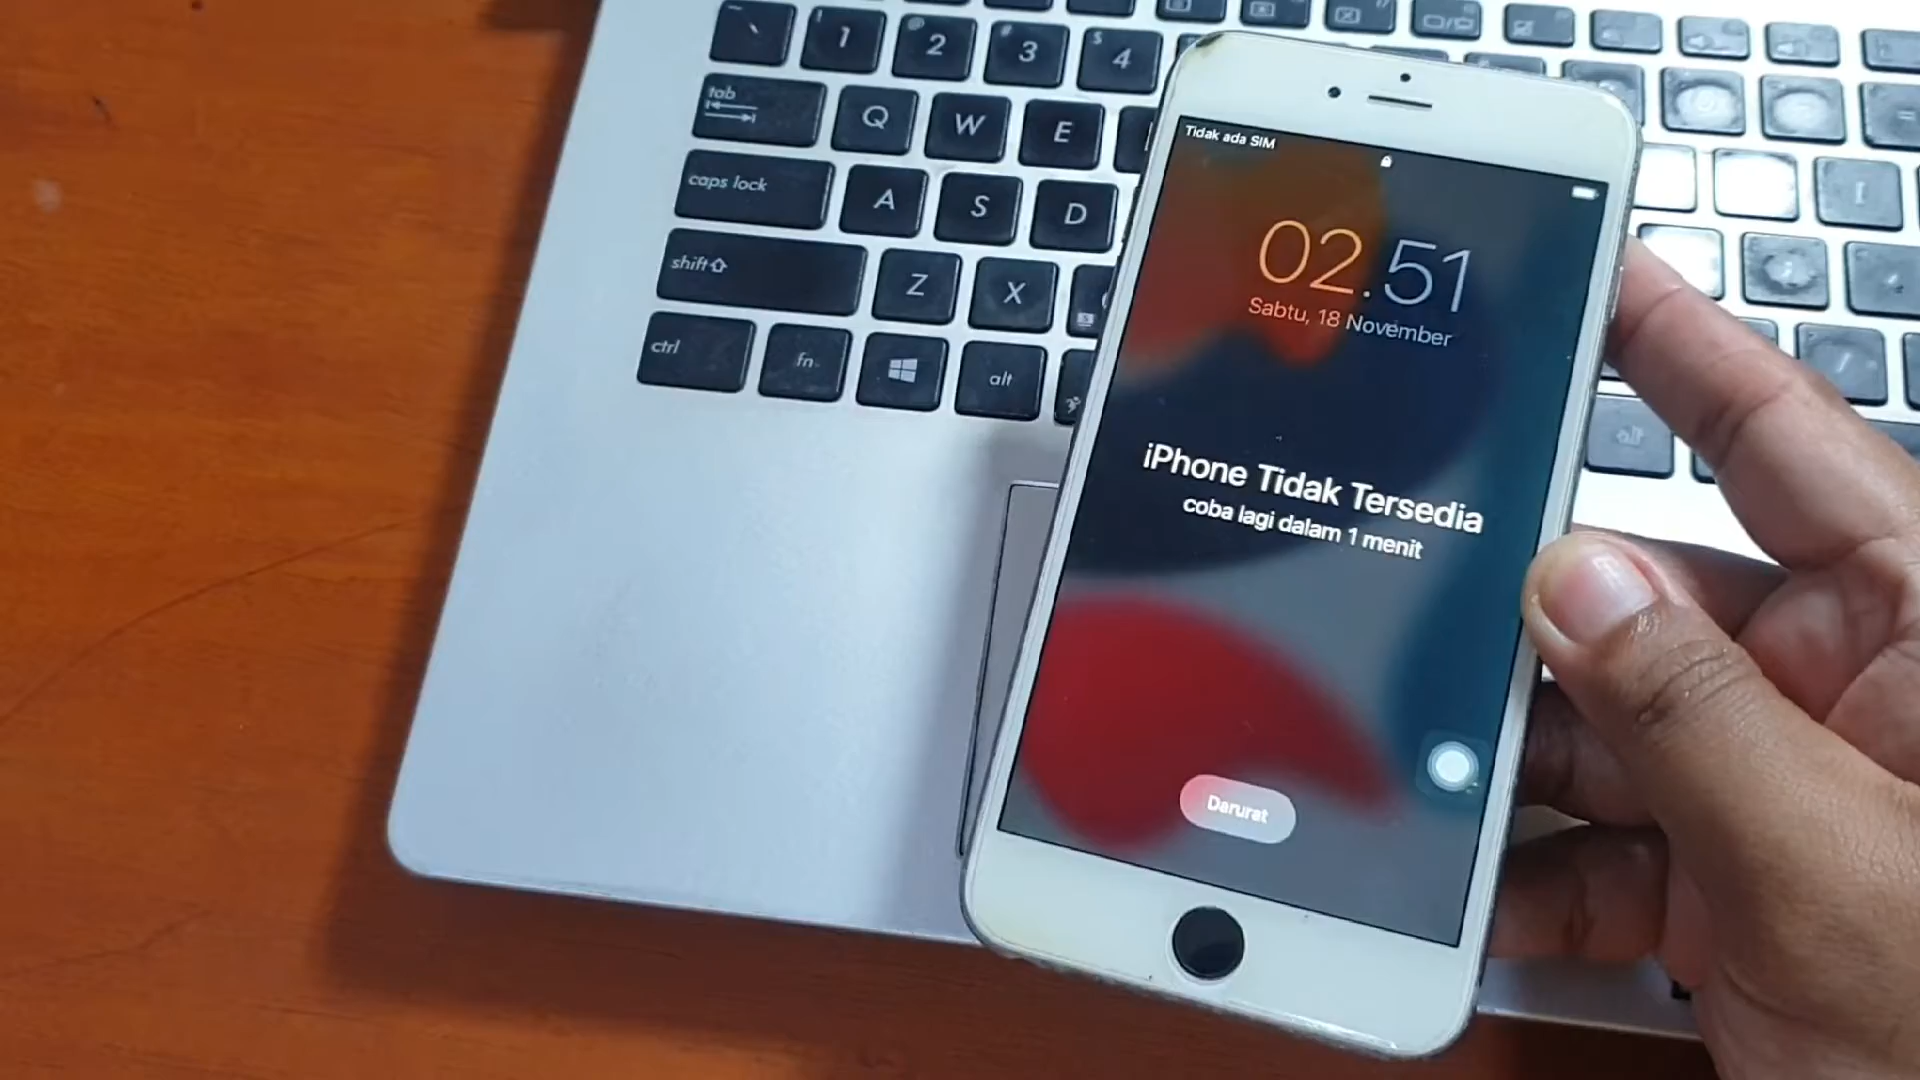 ~ `
! 1
@ 2
# 3
$ 4
tab
Q
W
E
caps lock
A
S
D
shift
Z
X
ctrl
fn
alt
Tidak ada SIM
02.51
Sabtu, 18 November
iPhone Tidak Tersedia
coba lagi dalam 1 menit
Darurat